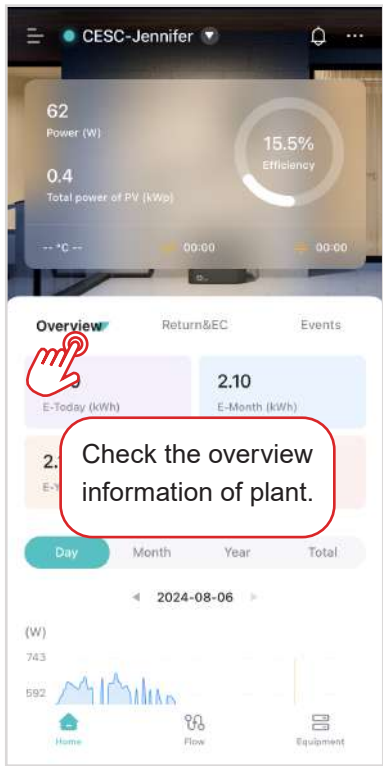 CESC-Jennifer
62
Power (W)
15.5%
Efficiency
0.4
Total power of PV (kWp)
-- °C --
00:00
00:00
Overview
Return&EC
Events
2.10
E-Today (kWh)
E-Month (kWh)
Check the overview
information of plant.
Day
Month
Year
Total
2024-08-06
(W)
743
592
Home
Flow
Equipment